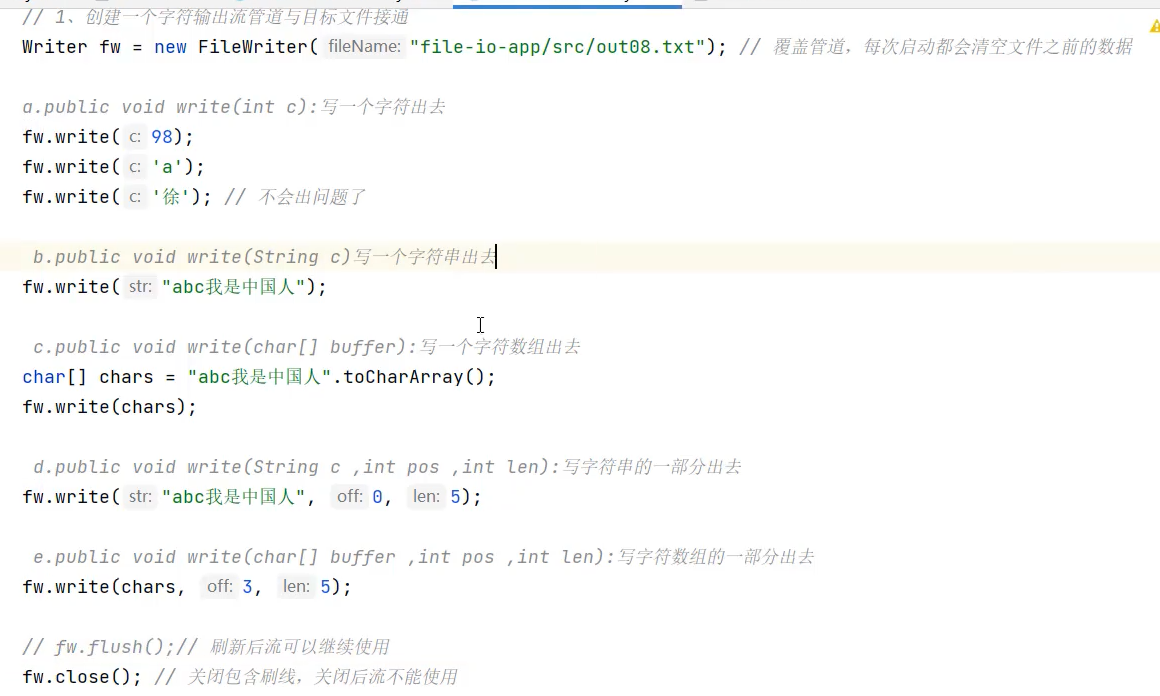 // 1、创建一个字符输出流管道与目标文件接通
Writer fw = new FileWriter( fileName: "file-io-app/src/out08.txt"); // 覆盖管道，每次启动都会清空文件之前的数据
a.public void write(int c):写一个字符出去
fw.write( c: 98);
fw.write( c: 'a');
fw.write( c: '徐'); // 不会出问题了
b.public void write(String c)写一个字符串出去
fw.write( str: "abc我是中国人");
c.public void write(char[] buffer):写一个字符数组出去
char[] chars = "abc我是中国人".toCharArray();
fw.write(chars);
d.public void write(String c ,int pos ,int len):写字符串的一部分出去
fw.write( str: "abc我是中国人", off: 0, len: 5);
e.public void write(char[] buffer ,int pos ,int len):写字符数组的一部分出去
fw.write(chars, off: 3, len: 5);
// fw.flush();// 刷新后流可以继续使用
fw.close(); // 关闭包含刷线，关闭后流不能使用